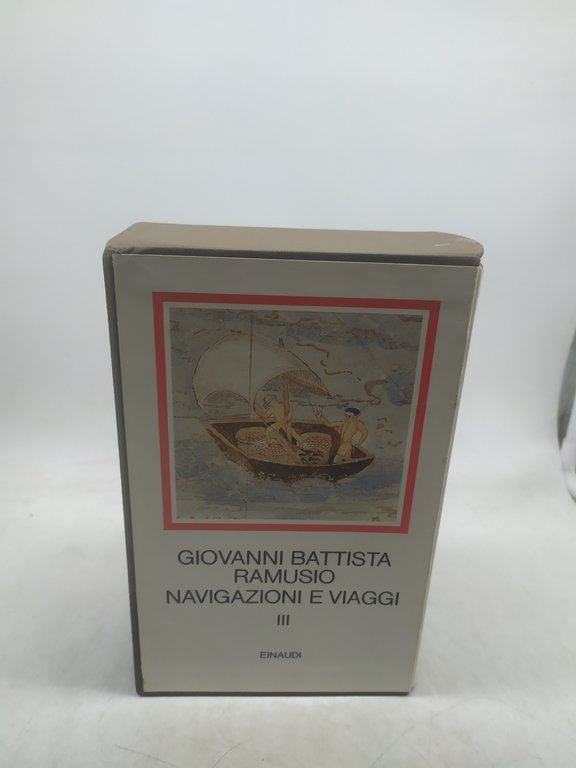 GIOVANNI BATTISTA
RAMUSIO
NAVIGAZIONI E VIAGGI
III
EINAUDI